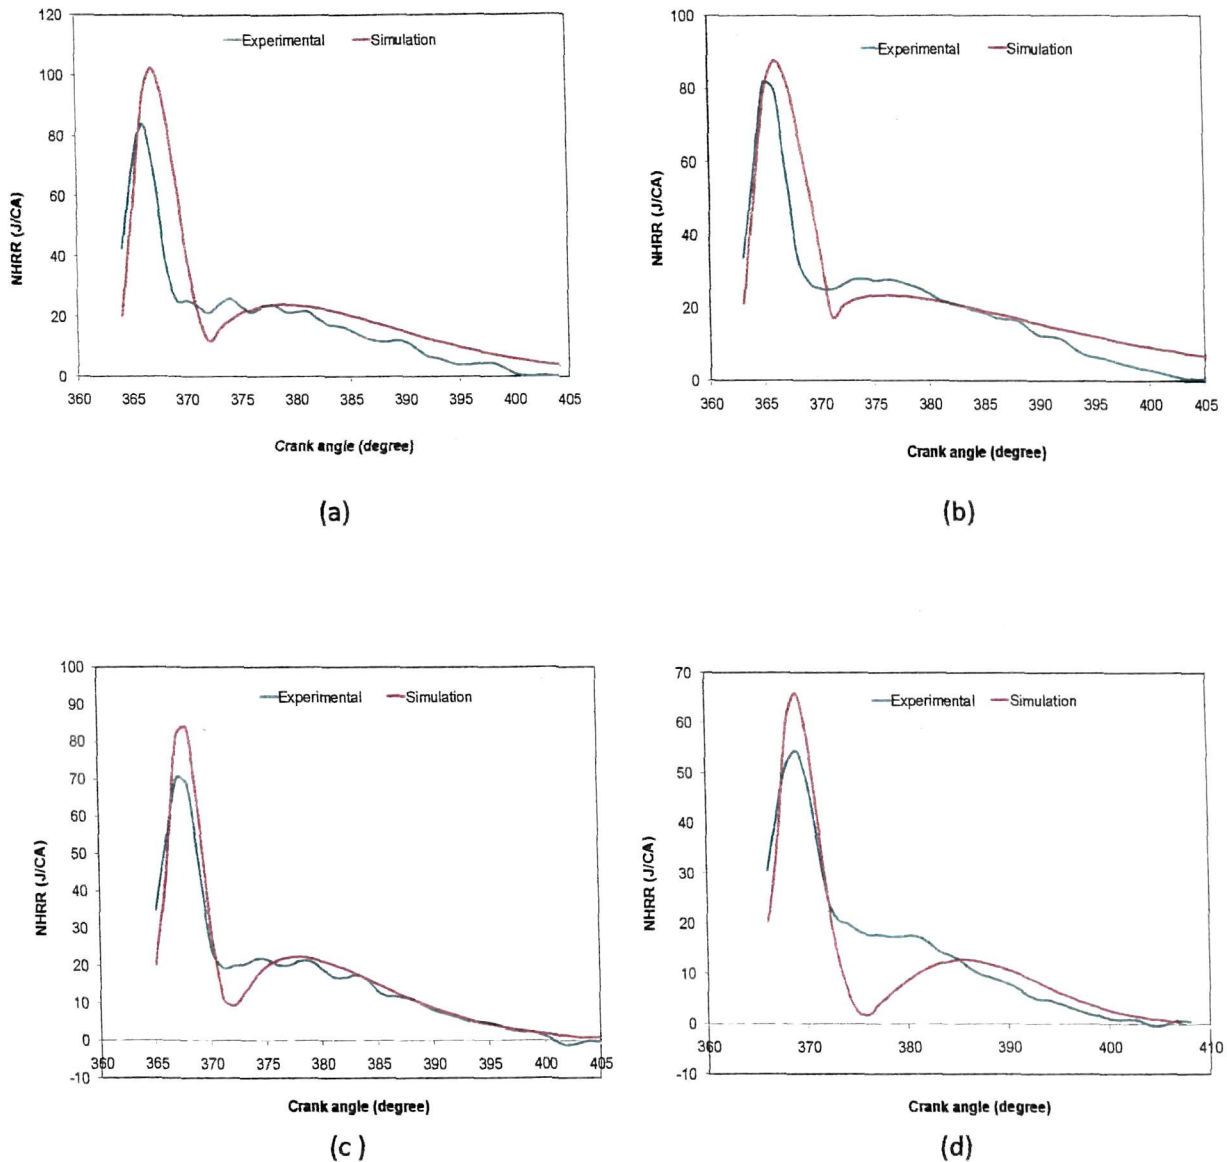 120
100
80
60
40
20
0
NHRR (J/CA)
Experimental Simulation
360 365 370 375 380 385 390 395 400 405
Crank angle (degree)
(a)
100
80
60
40
20
0
NHRR (J/CA)
Experimental Simulation
360 365 370 375 380 385 390 395 400 405
Crank angle (degree)
(b)
100
90
80
70
60
50
40
30
20
10
0
-10
NHRR (J/CA)
Experimental Simulation
360 365 370 375 380 385 390 395 400 405
Crank angle (degree)
(c )
70
60
50
40
30
20
10
0
-10
NHRR (J/CA)
Experimental Simulation
360 370 380 390 400 410
Crank angle (degree)
(d)